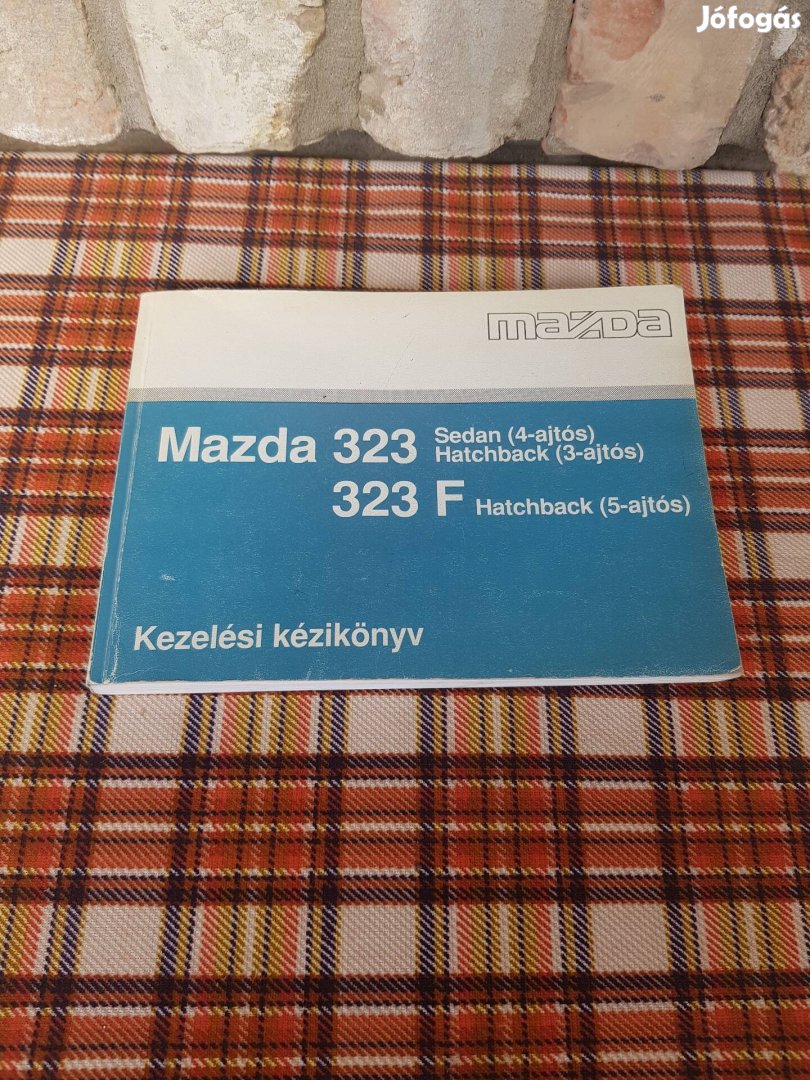 Jófogás
mazda
Mazda 323 Sedan (4-ajtós)
Hatchback (3-ajtós)
323 F Hatchback (5-ajtós)
Kezelési kézikönyv